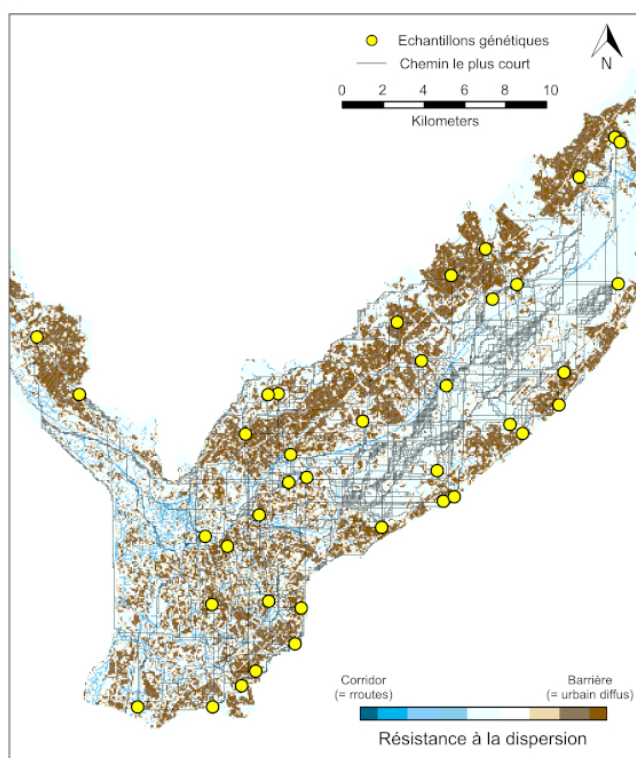 Echantillons génétiques
Chemin le plus court
N
0 2 4 6 8 10
Kilometers
Corridor
(= rroutes)
Barrière
(= urbain diffus)
Résistance à la dispersion